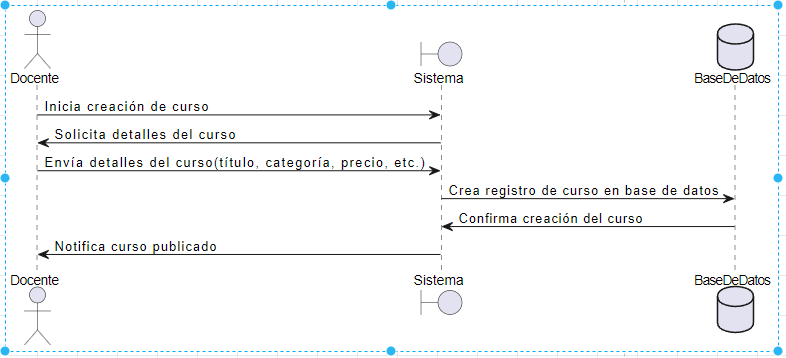 Docente
Sistema
BaseDeDatos
Inicia creación de curso
Solicita detalles del curso
Envía detalles del curso(título, categoría, precio, etc.)
Crea registro de curso en base de datos
Confirma creación del curso
Notifica curso publicado
Docente
Sistema
BaseDeDatos